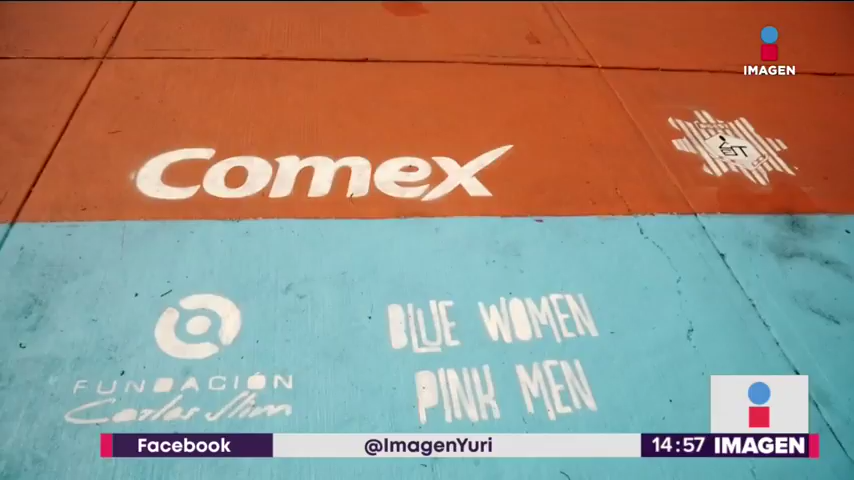 IMAGEN
Comex
BLUE WOMEN
PINK MEN
FUNDACIÓN
Carlos Slim
Facebook
@ImagenYuri
14:57 IMAGEN